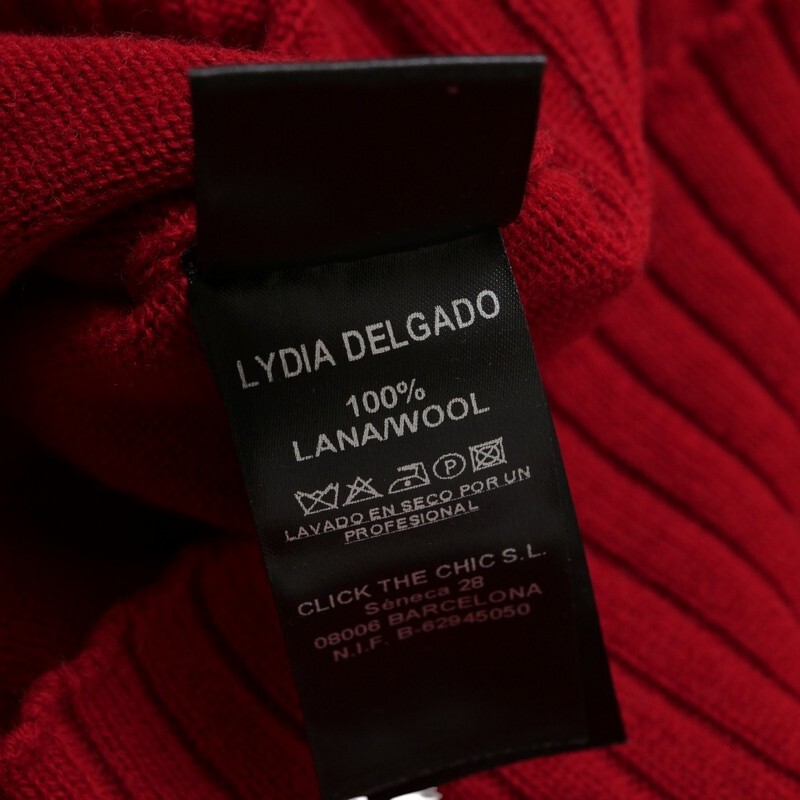 LYDIA DELGADO
100%
LANA/WOOL
P
LAVADO EN SECO POR UN
PROFESIONAL
CLICK THE CHIC S.L.
Séneca 28
08006 BARCELONA
N.I.F. B-62945050